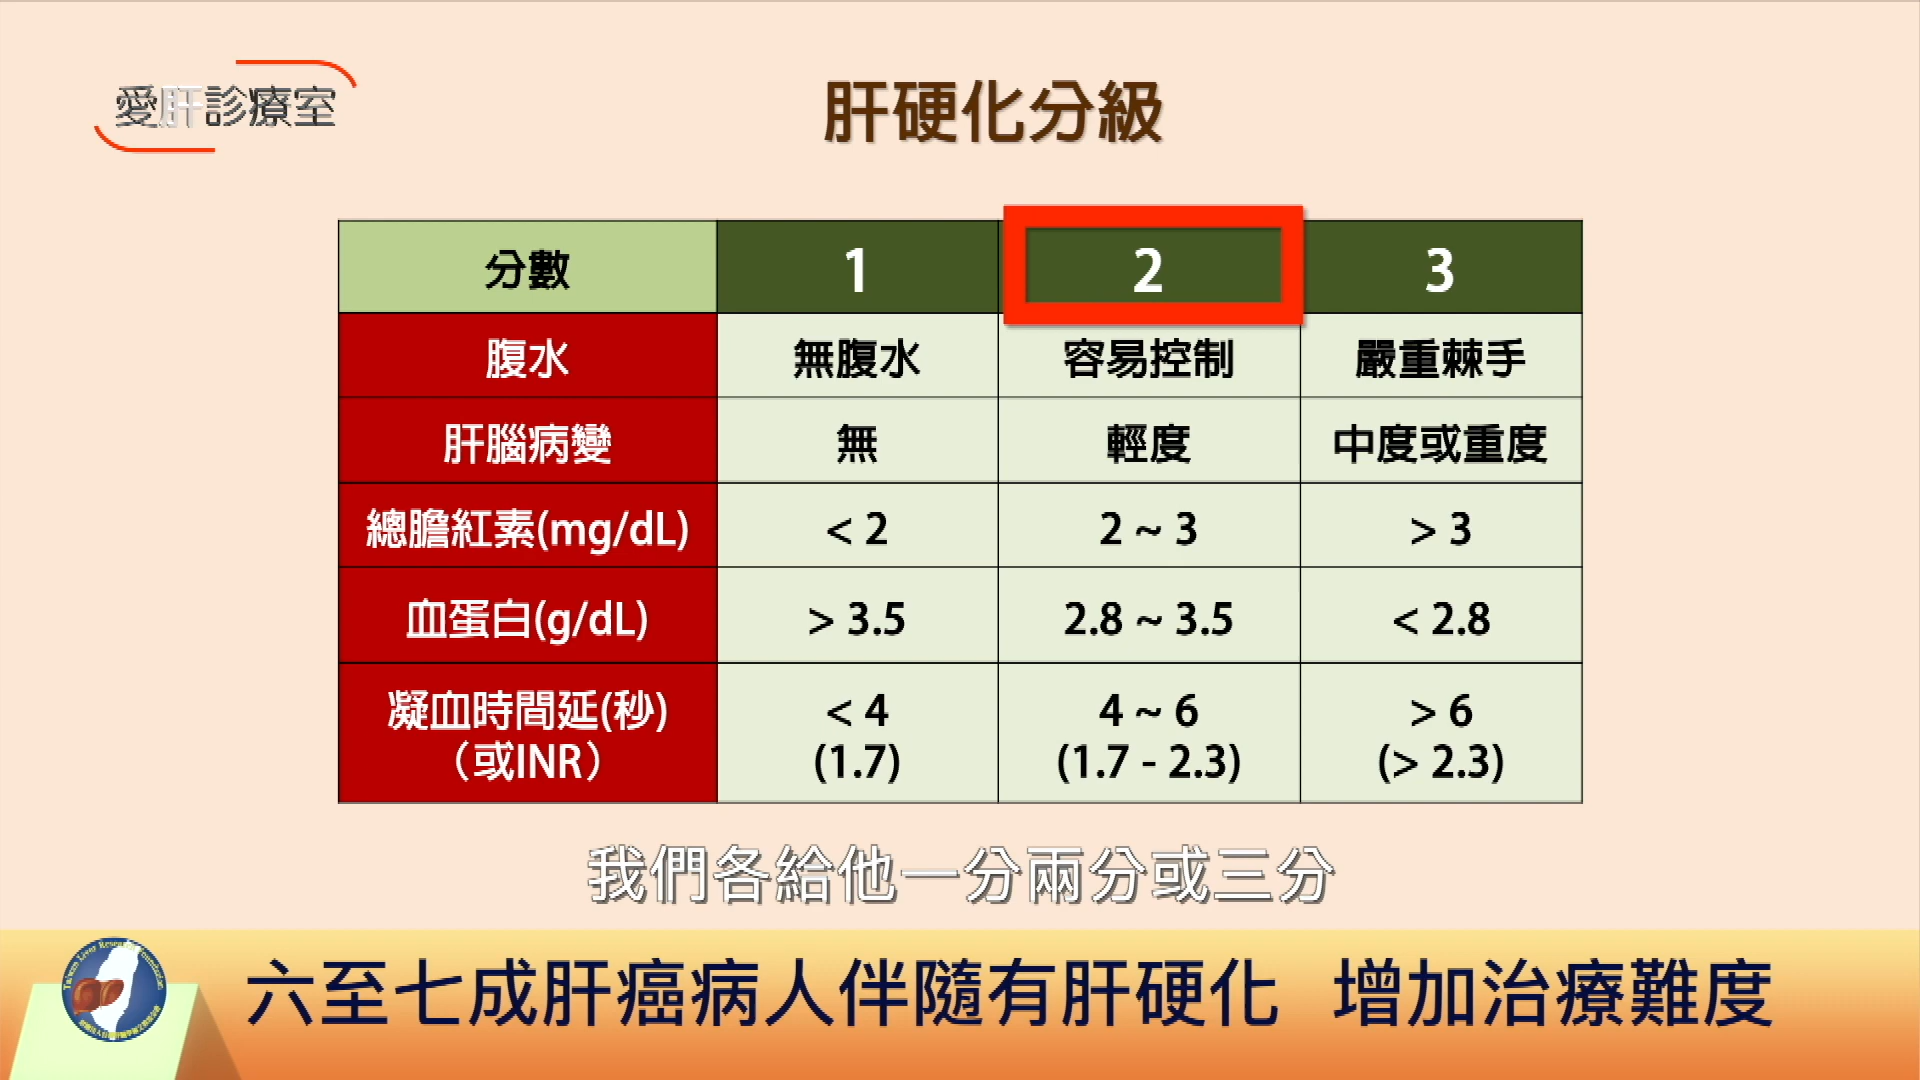 愛肝診療室
肝硬化分級
分數 1 2 3
腹水 無腹水 容易控制 嚴重棘手
肝腦病變 無 輕度 中度或重度
總膽紅素(mg/dL) < 2 2 ~ 3 > 3
血蛋白(g/dL) > 3.5 2.8 ~ 3.5 < 2.8
凝血時間延(秒) < 4 4 ~ 6 > 6
（或INR） (1.7) (1.7 - 2.3) (> 2.3)
我們各給他一分兩分或三分
Taiwan Liver Research Foundation
六至七成肝癌病人伴隨有肝硬化 增加治療難度